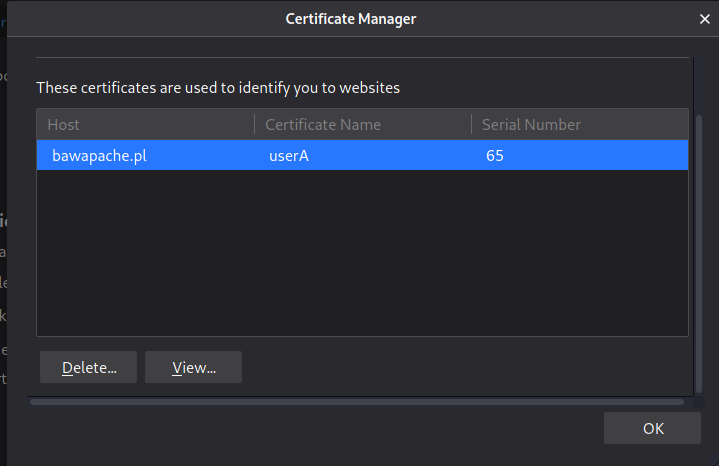 Certificate Manager
These certificates are used to identify you to websites
Host Certificate Name Serial Number
bawapache.pl userA 65
Delete... View...
OK